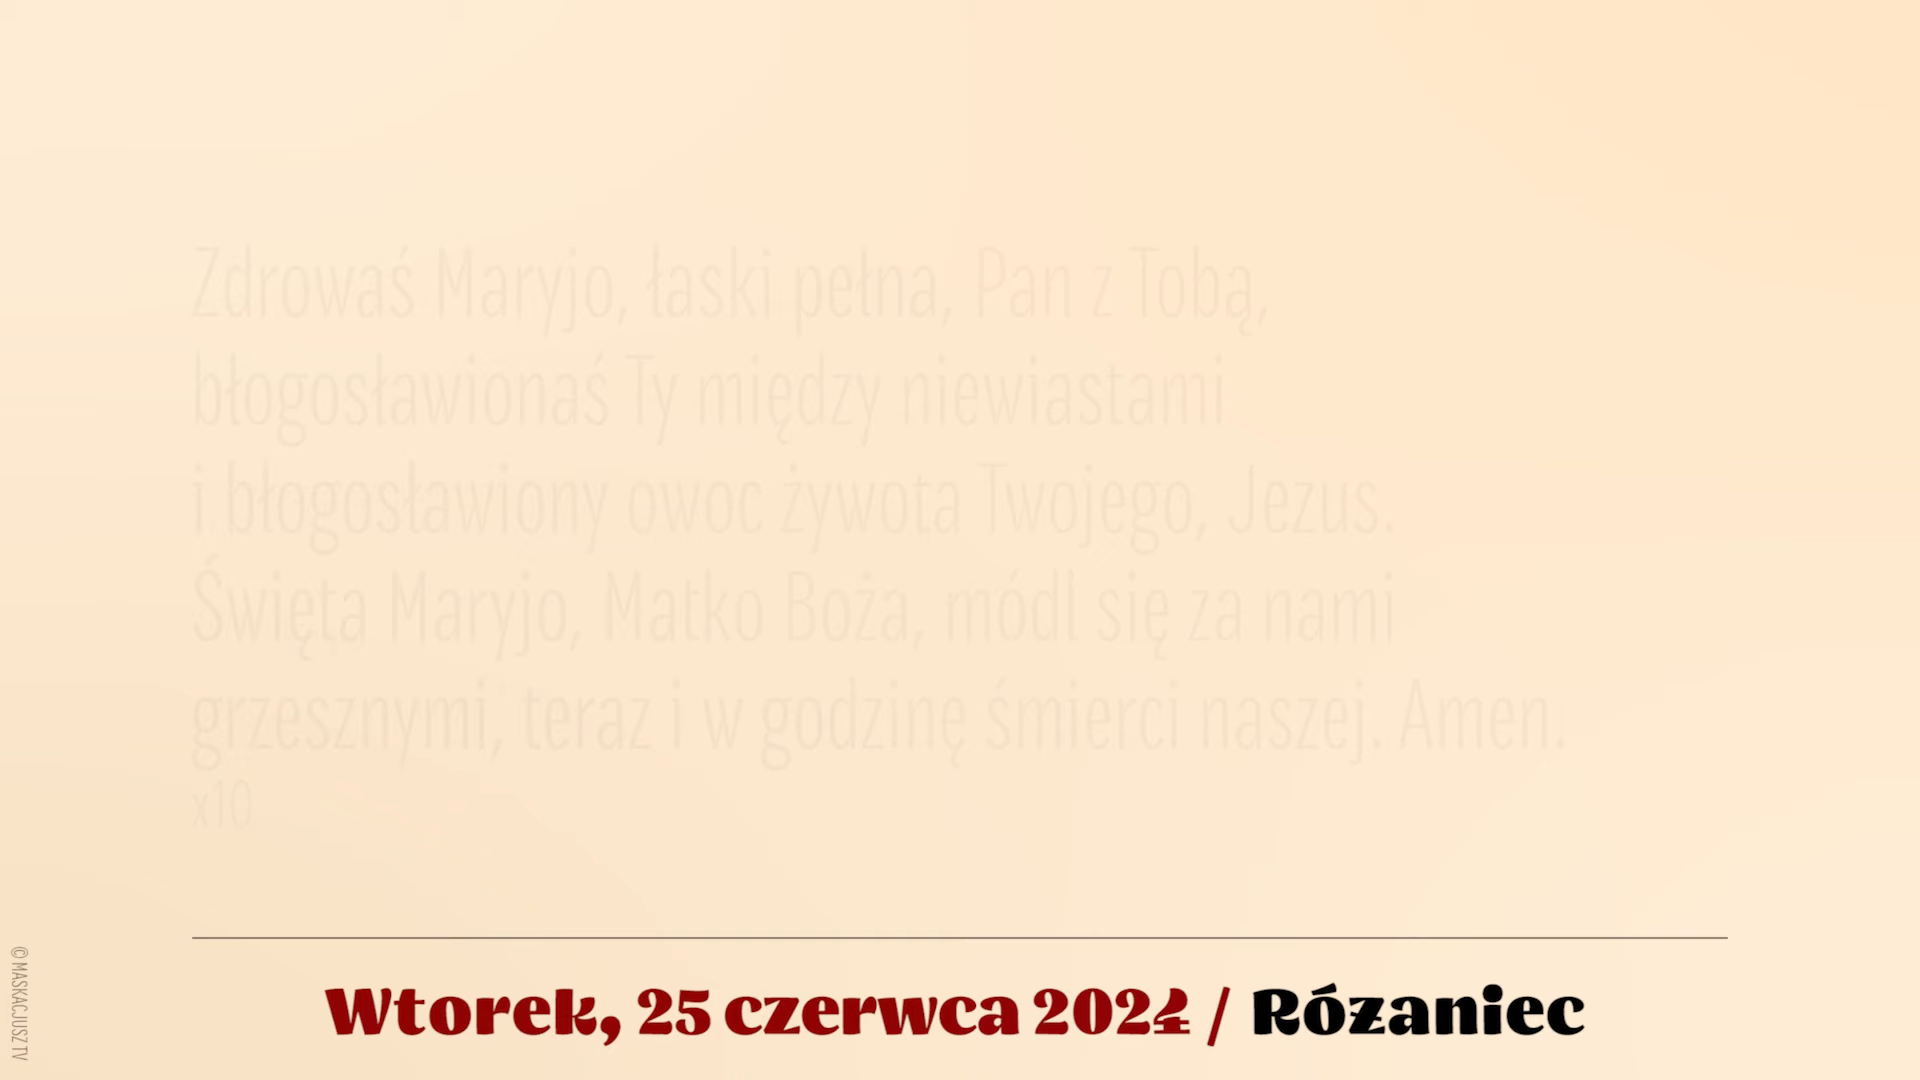 Zdrowaś Maryjo, łaski pełna, Pan z Tobą,
błogosławionaś Ty między niewiastami
i błogosławiony owoc żywota Twojego, Jezus.
Święta Maryjo, Matko Boża, módl się za nami
grzesznymi, teraz i w godzinę śmierci naszej. Amen.
x10
Wtorek, 25 czerwca 2024 / Różaniec
© MASKACJUSZ TV